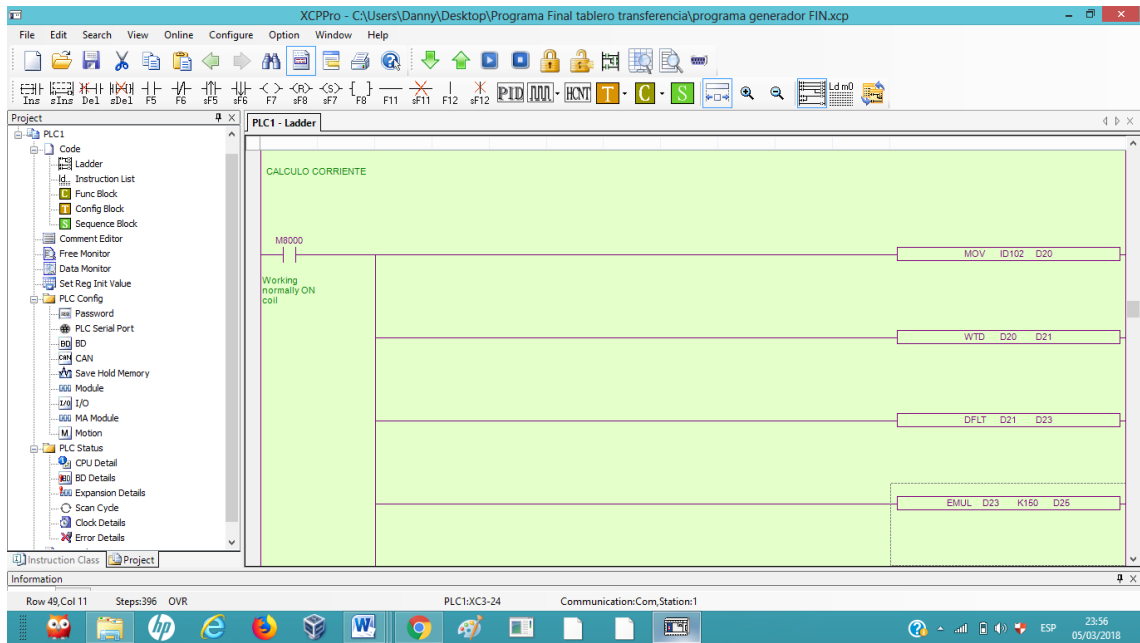 XCPPro - C:\Users\Danny\Desktop\Programa Final tablero transferencia\programa generador FIN.xcp
File Edit Search View Online Configure Option Window Help
Ins sIns Del sDel F5 F6 sF5 sF6 F7 sF8 sF7 F8 F11 sF11 F12 sF12 PID HCNT T C S Ld m0
Project
PLC1
Code
Ladder
Instruction List
Func Block
Config Block
Sequence Block
Comment Editor
Free Monitor
Data Monitor
Set Reg Init Value
PLC Config
Password
PLC Serial Port
BD
CAN
Save Hold Memory
Module
I/O
MA Module
Motion
PLC Status
CPU Detail
BD Details
Expansion Details
Scan Cycle
Clock Details
Error Details
Instruction Class Project
PLC1 - Ladder
CALCULO CORRIENTE
M8000
MOV ID102 D20
Working
normally ON
coil
WTD D20 D21
DFLT D21 D23
EMUL D23 K150 D25
Information
Row 49,Col 11 Steps:396 OVR PLC1:XC3-24 Communication:Com,Station:1
ESP
23:56
05/03/2018